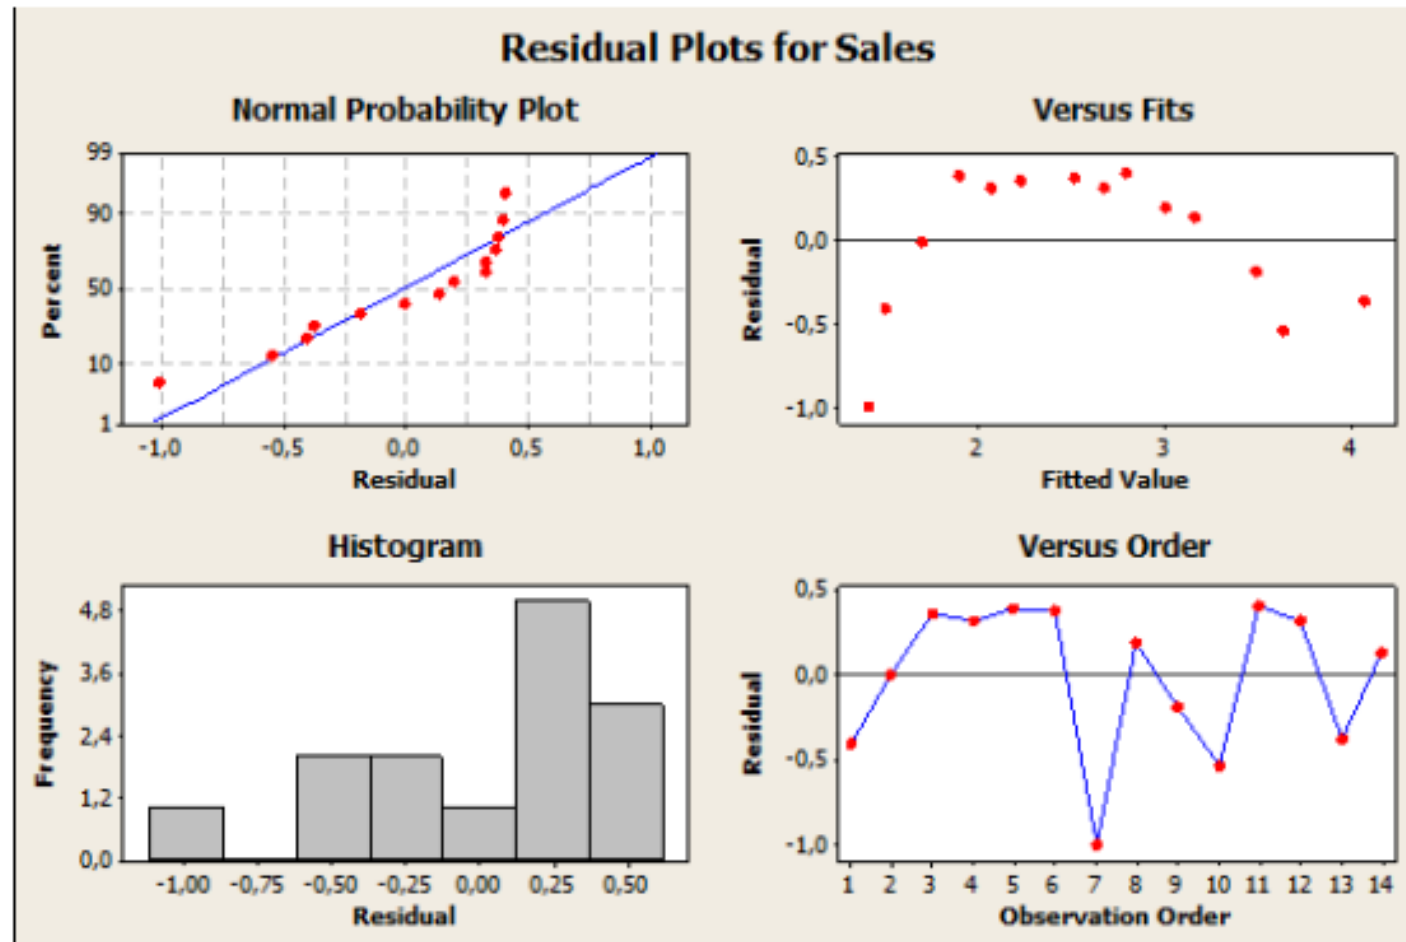 Residual Plots for Sales
Normal Probability Plot
99
90
50
10
1
Percent
-1,0 -0,5 0,0 0,5 1,0
Residual
Versus Fits
0,5
0,0
-0,5
-1,0
Residual
2 3 4
Fitted Value
Histogram
4,8
3,6
2,4
1,2
0,0
Frequency
-1,00 -0,75 -0,50 -0,25 0,00 0,25 0,50
Residual
Versus Order
0,5
0,0
-0,5
-1,0
Residual
1 2 3 4 5 6 7 8 9 10 11 12 13 14
Observation Order